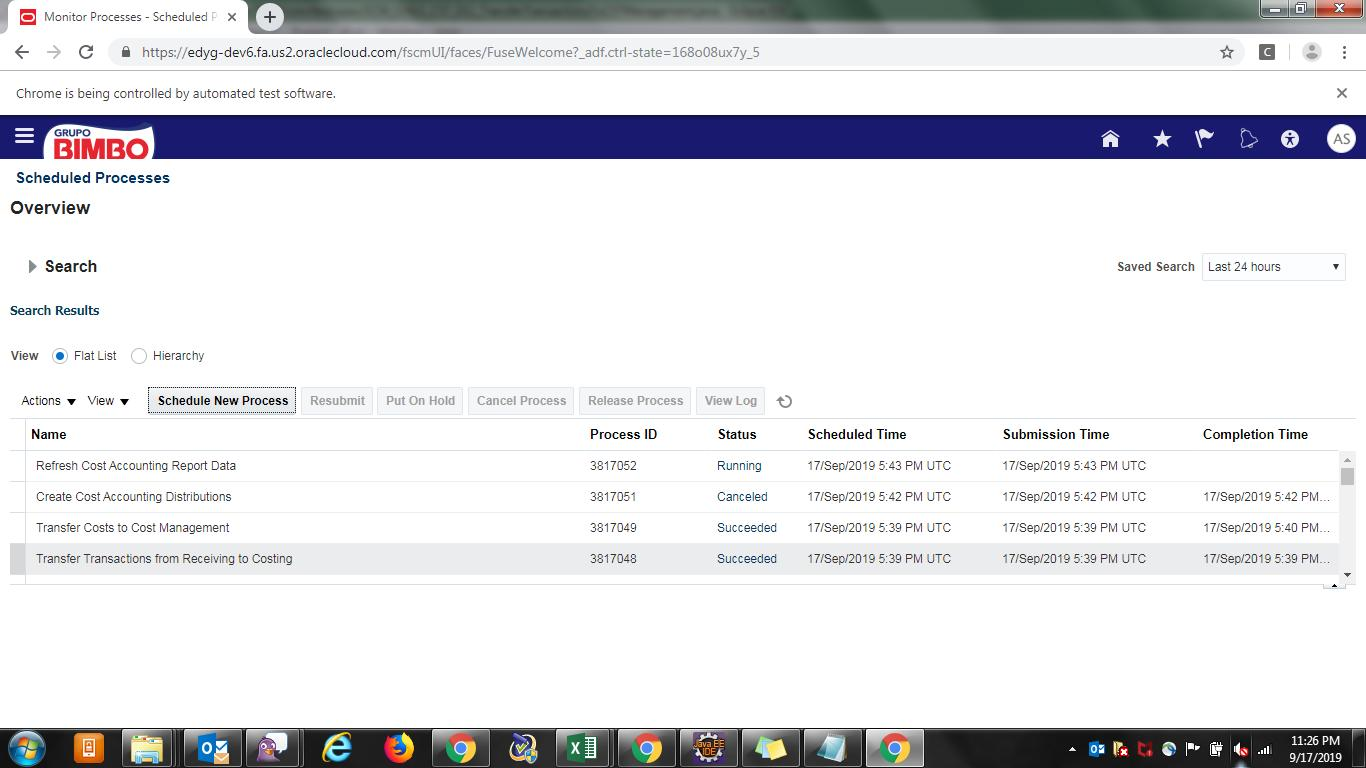 Monitor Processes - Scheduled P
https://edyg-dev6.fa.us2.oraclecloud.com/fscmUI/faces/FuseWelcome?_adf.ctrl-state=168o08ux7y_5
C
Chrome is being controlled by automated test software.
GRUPO
BIMBO
AS
Scheduled Processes
Overview
Search
Saved Search Last 24 hours
Search Results
View Flat List Hierarchy
Actions View Schedule New Process Resubmit Put On Hold Cancel Process Release Process View Log
Name Process ID Status Scheduled Time Submission Time Completion Time
Refresh Cost Accounting Report Data 3817052 Running 17/Sep/2019 5:43 PM UTC 17/Sep/2019 5:43 PM UTC
Create Cost Accounting Distributions 3817051 Canceled 17/Sep/2019 5:42 PM UTC 17/Sep/2019 5:42 PM UTC 17/Sep/2019 5:42 PM...
Transfer Costs to Cost Management 3817049 Succeeded 17/Sep/2019 5:39 PM UTC 17/Sep/2019 5:39 PM UTC 17/Sep/2019 5:40 PM...
Transfer Transactions from Receiving to Costing 3817048 Succeeded 17/Sep/2019 5:39 PM UTC 17/Sep/2019 5:39 PM UTC 17/Sep/2019 5:39 PM...
Java EE
IDE
11:26 PM
9/17/2019